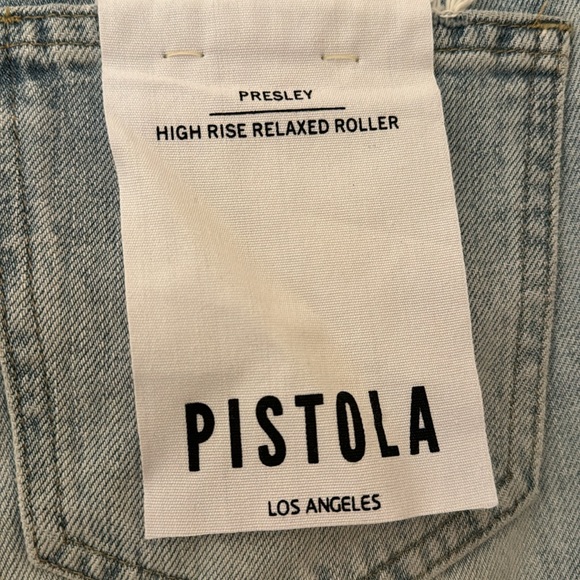 PRESLEY
HIGH RISE RELAXED ROLLER
PISTOLA
LOS ANGELES